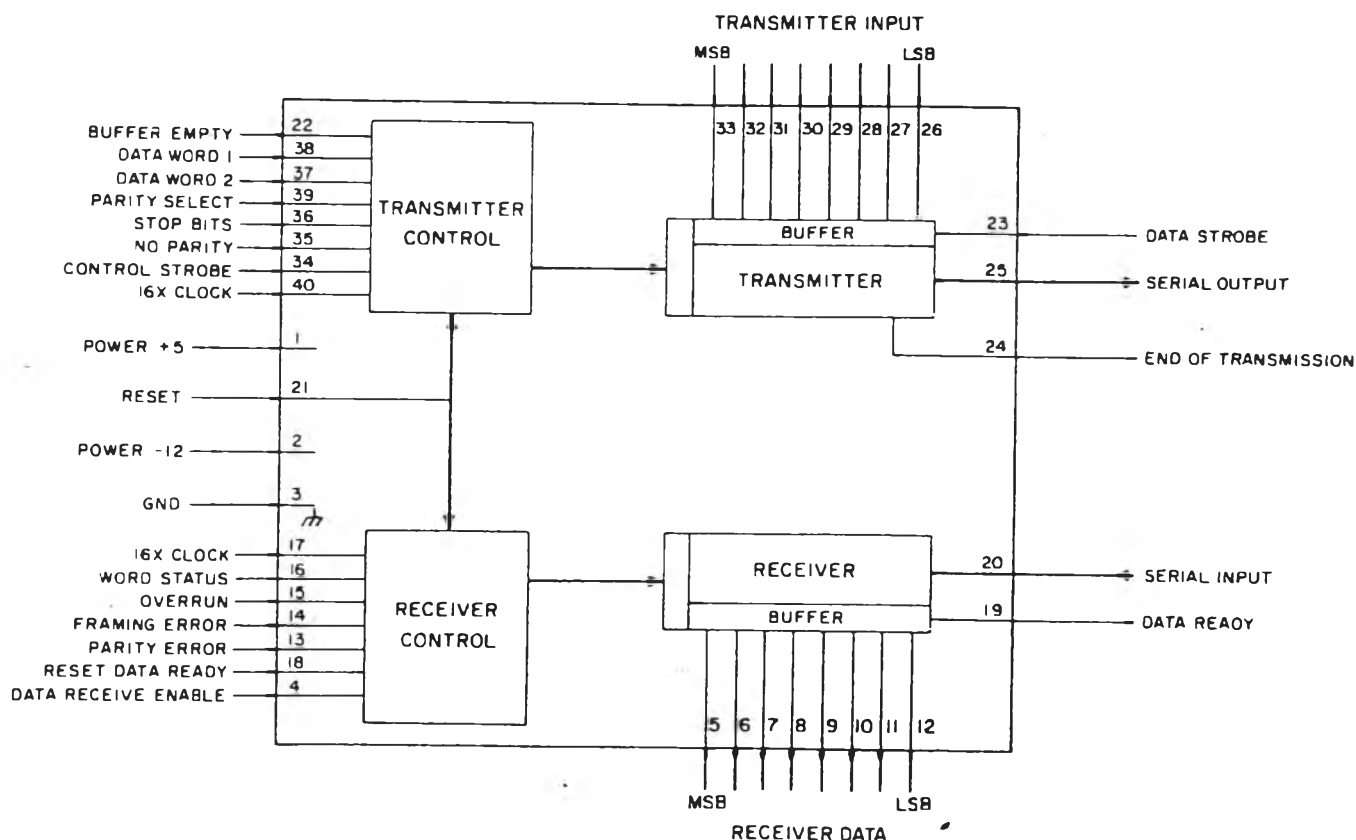 TRANSMITTER INPUT
MSB LSB
33 32 31 30 29 28 27 26
BUFFER EMPTY 22
DATA WORD 1 38
DATA WORD 2 37
PARITY SELECT 39
STOP BITS 36
NO PARITY 35
CONTROL STROBE 34
16X CLOCK 40
TRANSMITTER
CONTROL
BUFFER
TRANSMITTER
23 DATA STROBE
25 SERIAL OUTPUT
24 END OF TRANSMISSION
POWER +5 1
RESET 21
POWER -12 2
GND 3
16X CLOCK 17
WORD STATUS 16
OVERRUN 15
FRAMING ERROR 14
PARITY ERROR 13
RESET DATA READY 18
DATA RECEIVE ENABLE 4
RECEIVER
CONTROL
RECEIVER
BUFFER
20 SERIAL INPUT
19 DATA READY
5 6 7 8 9 10 11 12
MSB LSB
RECEIVER DATA